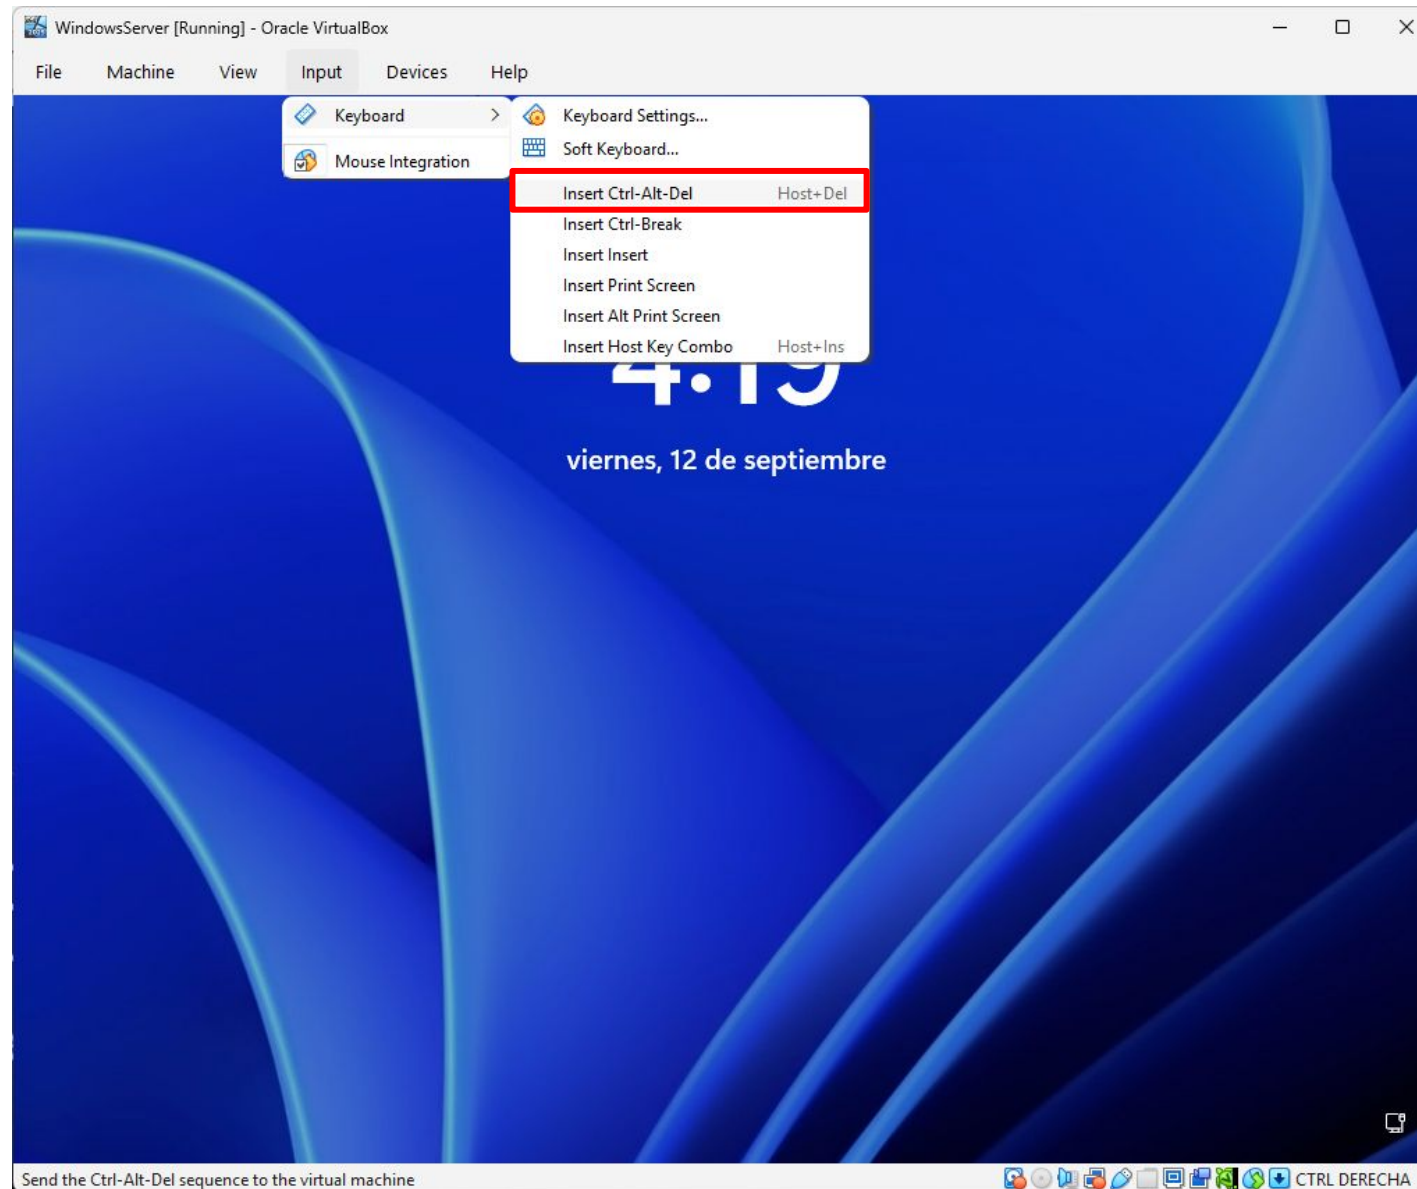 WindowsServer [Running] - Oracle VirtualBox
File Machine View Input Devices Help
Keyboard
Mouse Integration
Keyboard Settings...
Soft Keyboard...
Insert Ctrl-Alt-Del Host+Del
Insert Ctrl-Break
Insert Insert
Insert Print Screen
Insert Alt Print Screen
Insert Host Key Combo Host+Ins
4:19
viernes, 12 de septiembre
Send the Ctrl-Alt-Del sequence to the virtual machine
CTRL DERECHA